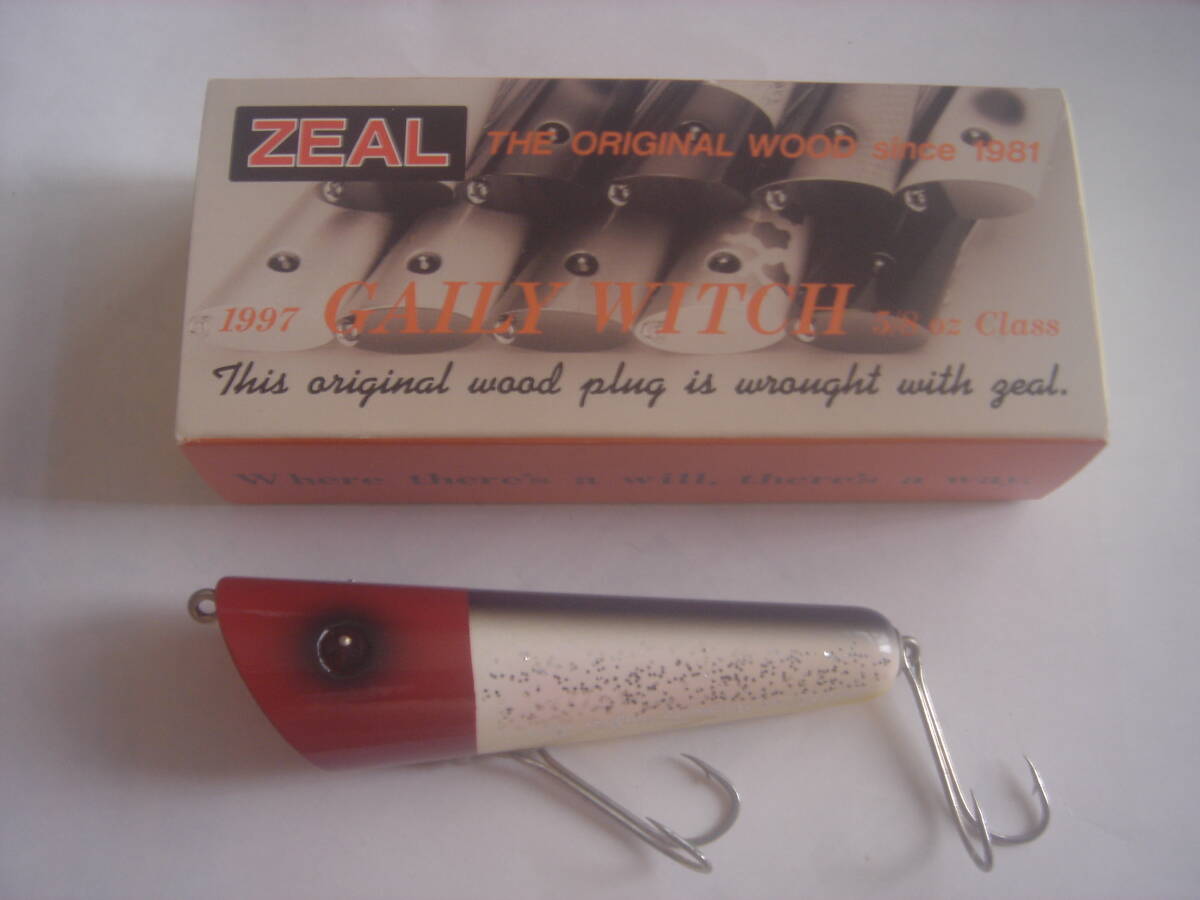 ZEAL THE ORIGINAL WOOD since 1981
1997 GAILY WITCH 5/8 oz Class
This original wood plug is wrought with zeal.
Where there's a will, there's a way.